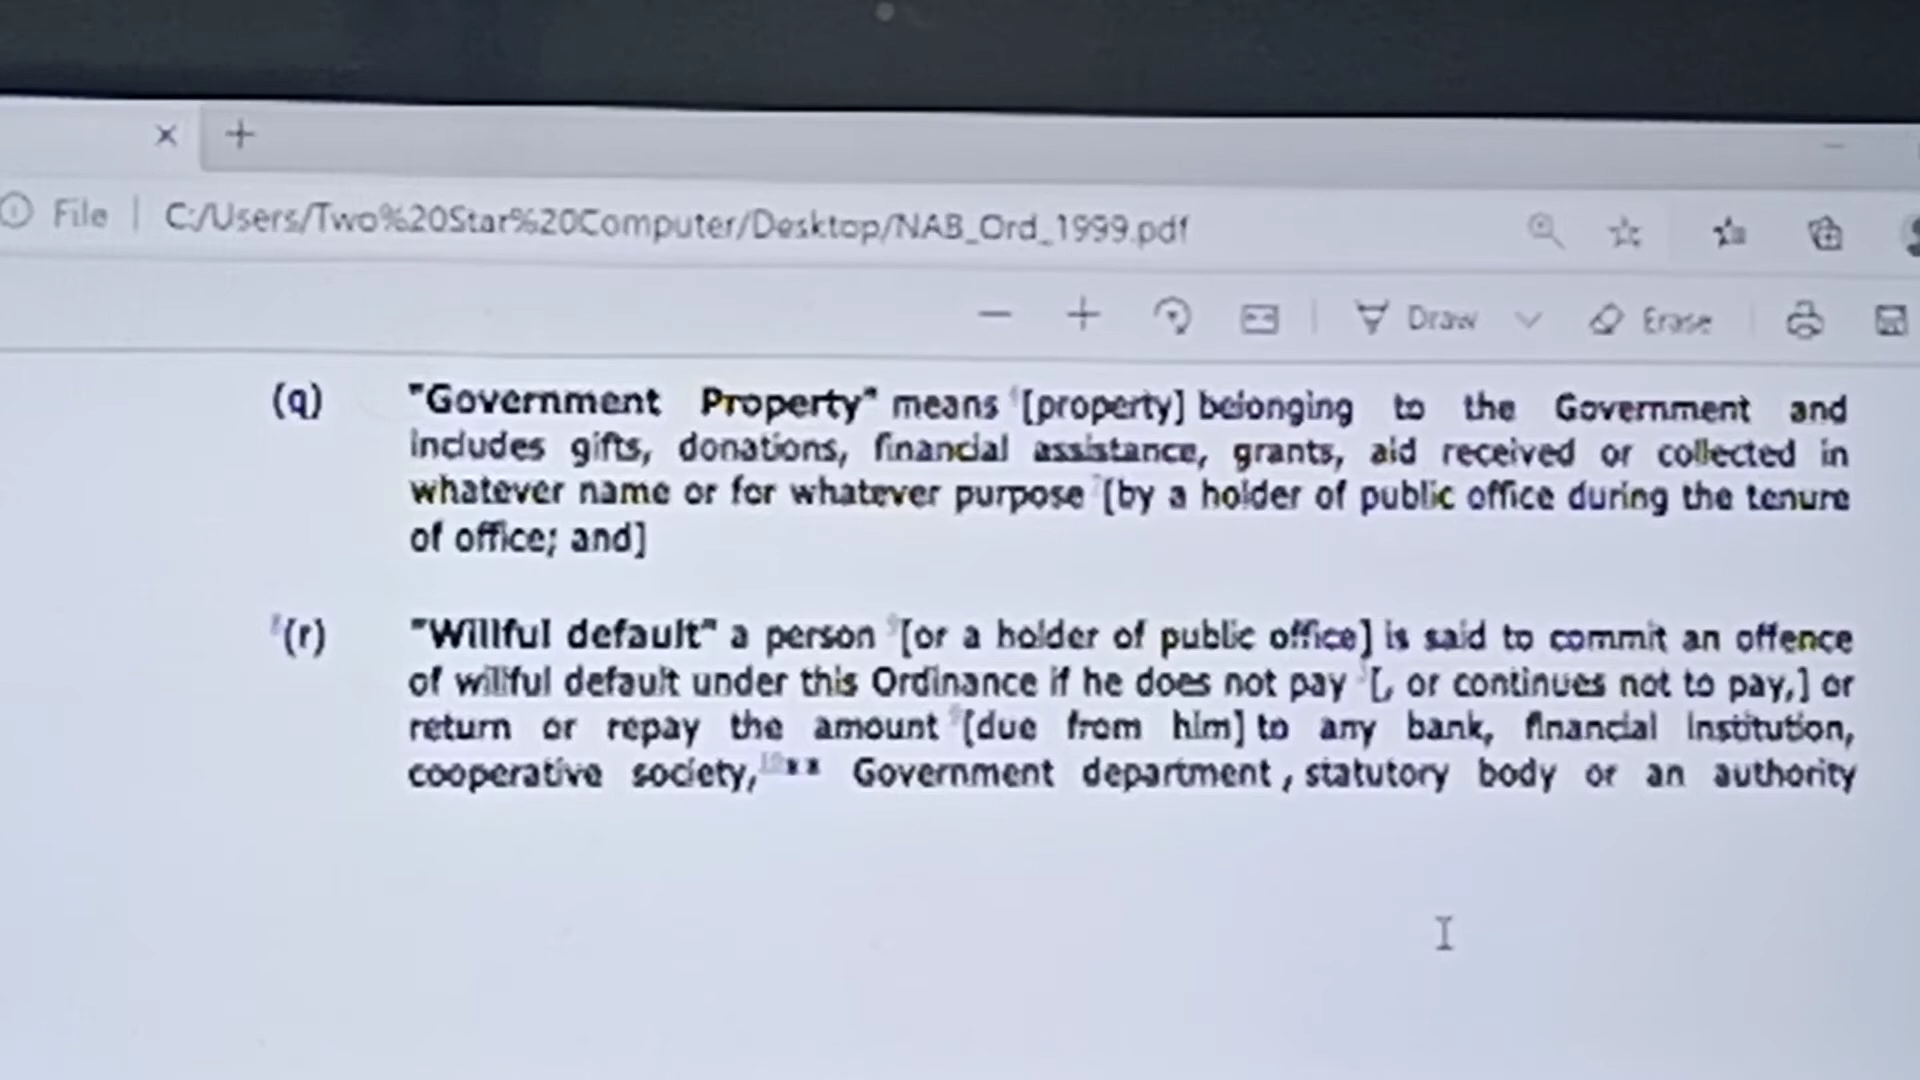 File | C:/Users/Two%20Star%20Computer/Desktop/NAB_Ord_1999.pdf
Draw Erase
(q) "Government Property" means [property] belonging to the Government and
includes gifts, donations, financial assistance, grants, aid received or collected in
whatever name or for whatever purpose [by a holder of public office during the tenure
of office; and]
(r) "Willful default" a person [or a holder of public office] is said to commit an offence
of willful default under this Ordinance if he does not pay [, or continues not to pay,] or
return or repay the amount [due from him] to any bank, financial institution,
cooperative society, ** Government department , statutory body or an authority